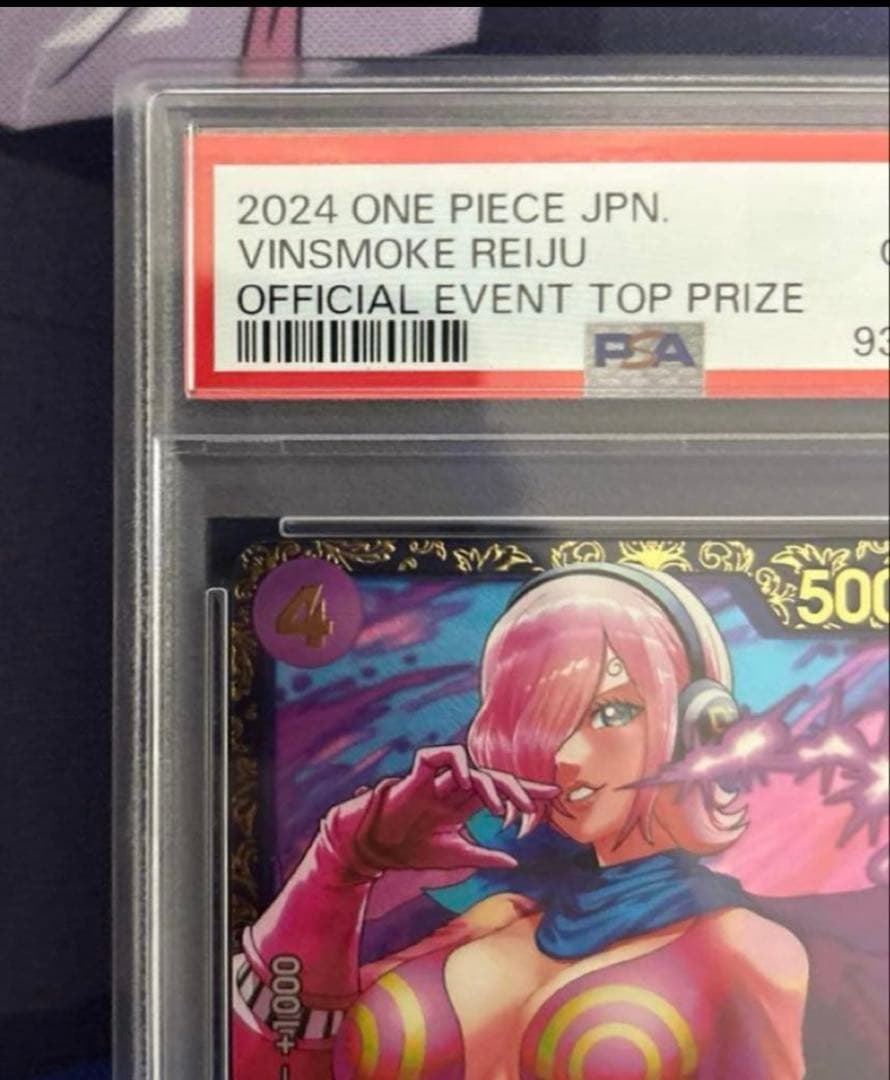 2024 ONE PIECE JPN.
VINSMOKE REIJU
OFFICIAL EVENT TOP PRIZE
PSA
93
4
500
+1000